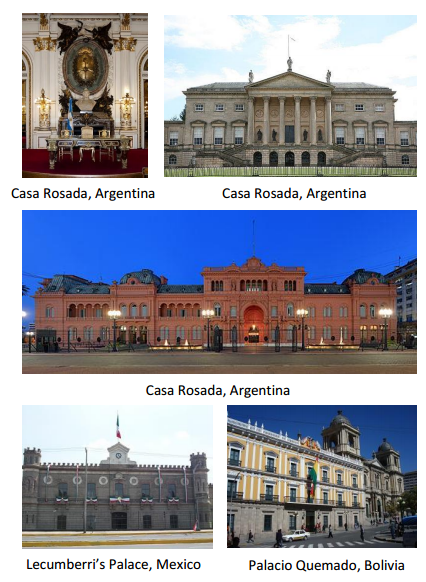 Casa Rosada, Argentina
Casa Rosada, Argentina
Casa Rosada, Argentina
Lecumberri's Palace, Mexico
Palacio Quemado, Bolivia